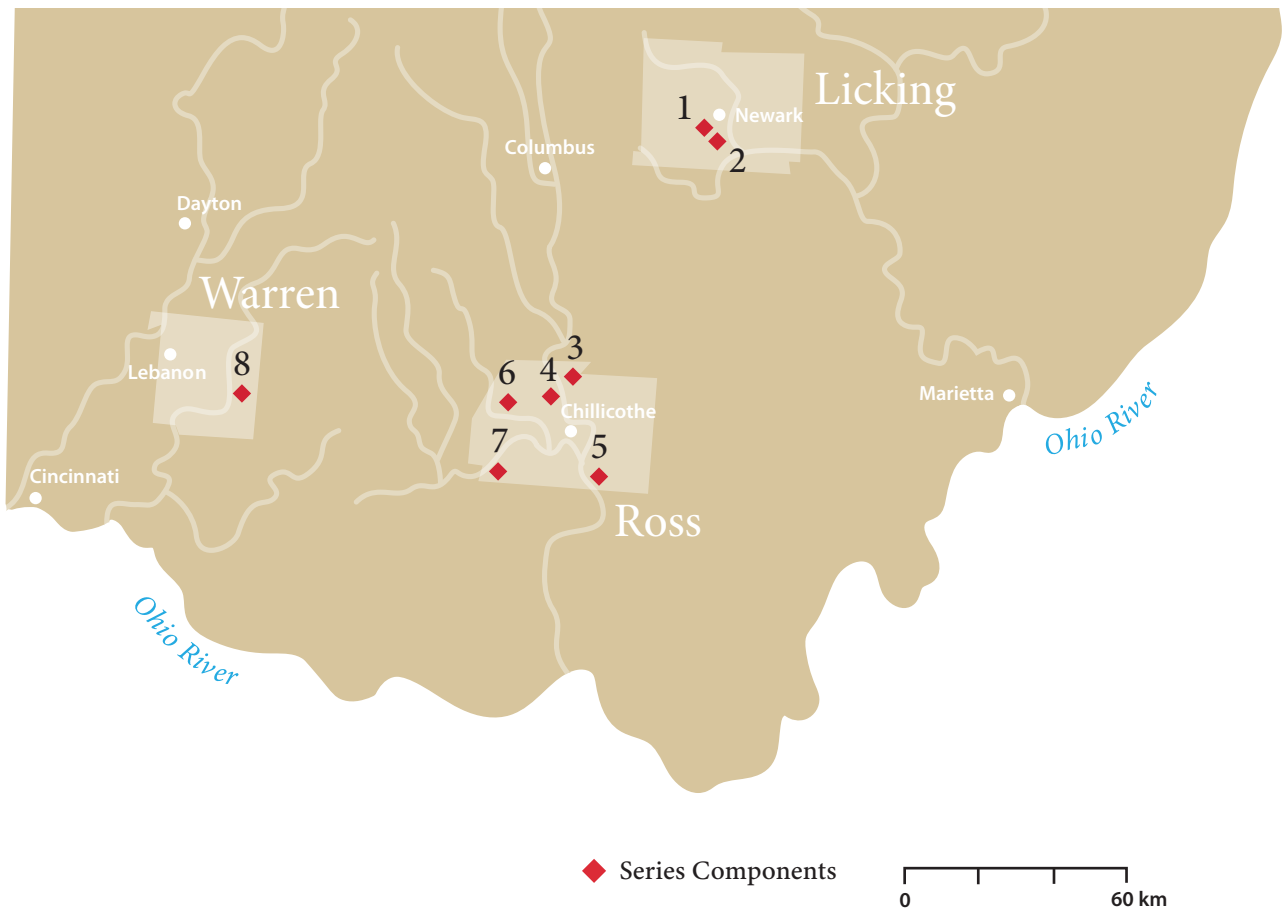 Licking
1
Newark
2
Columbus
Dayton
Warren
Lebanon
8
3
4
6
Chillicothe
7
5
Marietta
Ohio River
Cincinnati
Ross
Ohio River
Series Components
0
60 km